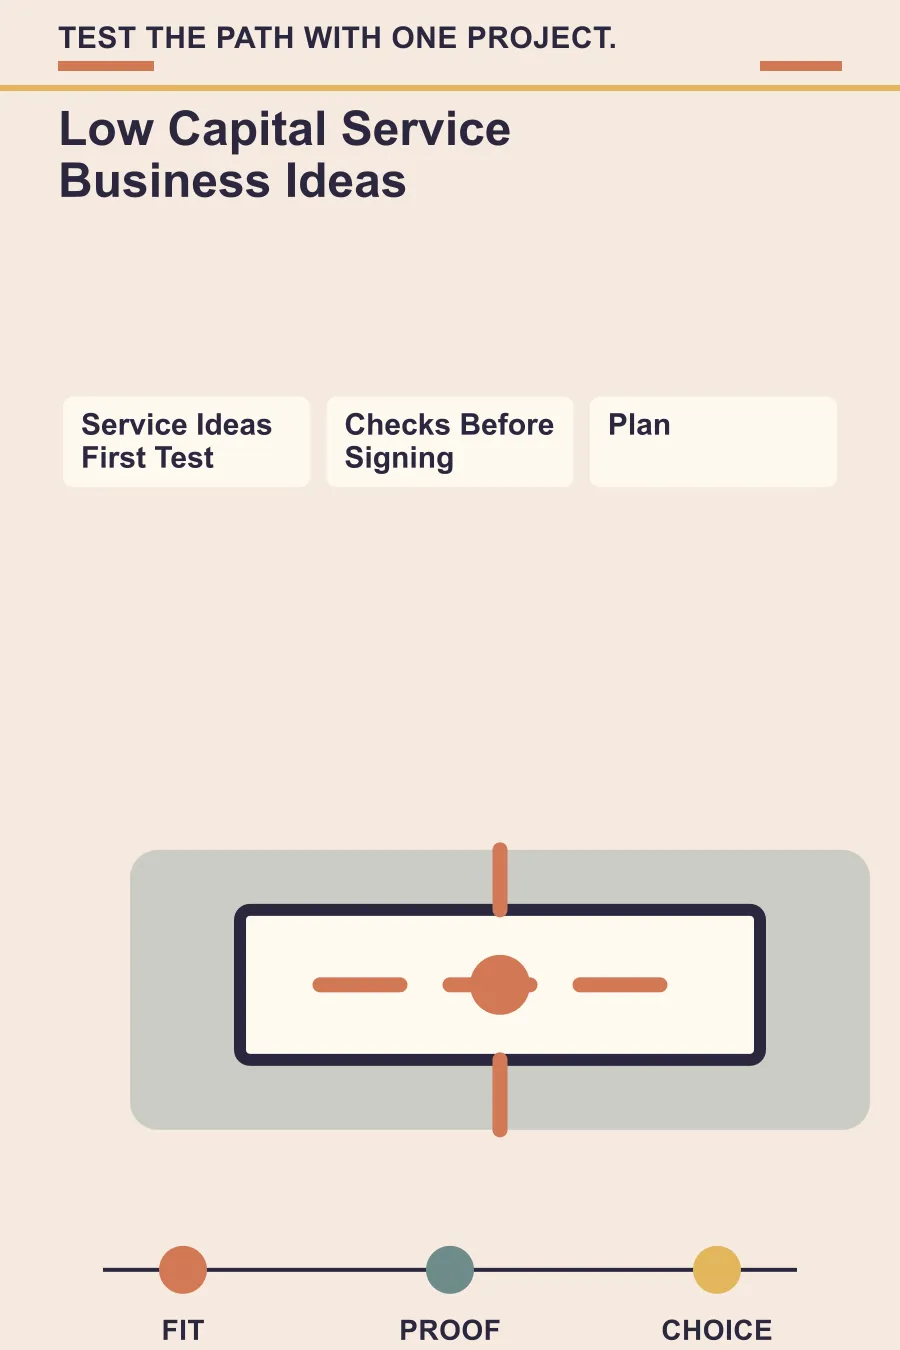 TEST THE PATH WITH ONE PROJECT.
Low Capital Service
Business Ideas
Service Ideas
First Test
Checks Before
Signing
Plan
FIT
PROOF
CHOICE